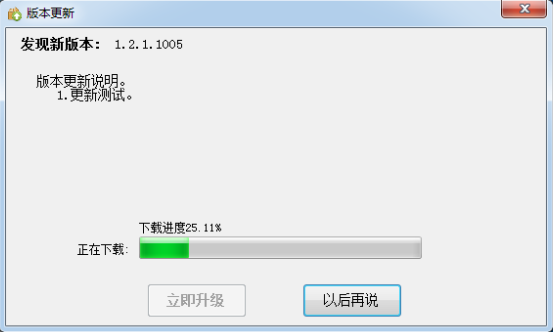 版本更新
发现新版本： 1.2.1.1005
版本更新说明。
1.更新测试。
下载进度25.11%
正在下载:
立即升级 以后再说